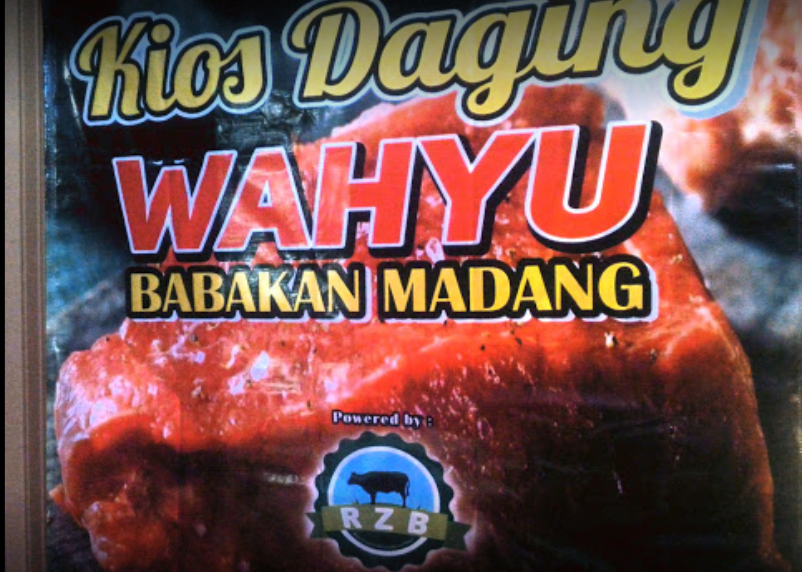 Kios Daging
WAHYU
BABAKAN MADANG
Powered by :
RZB